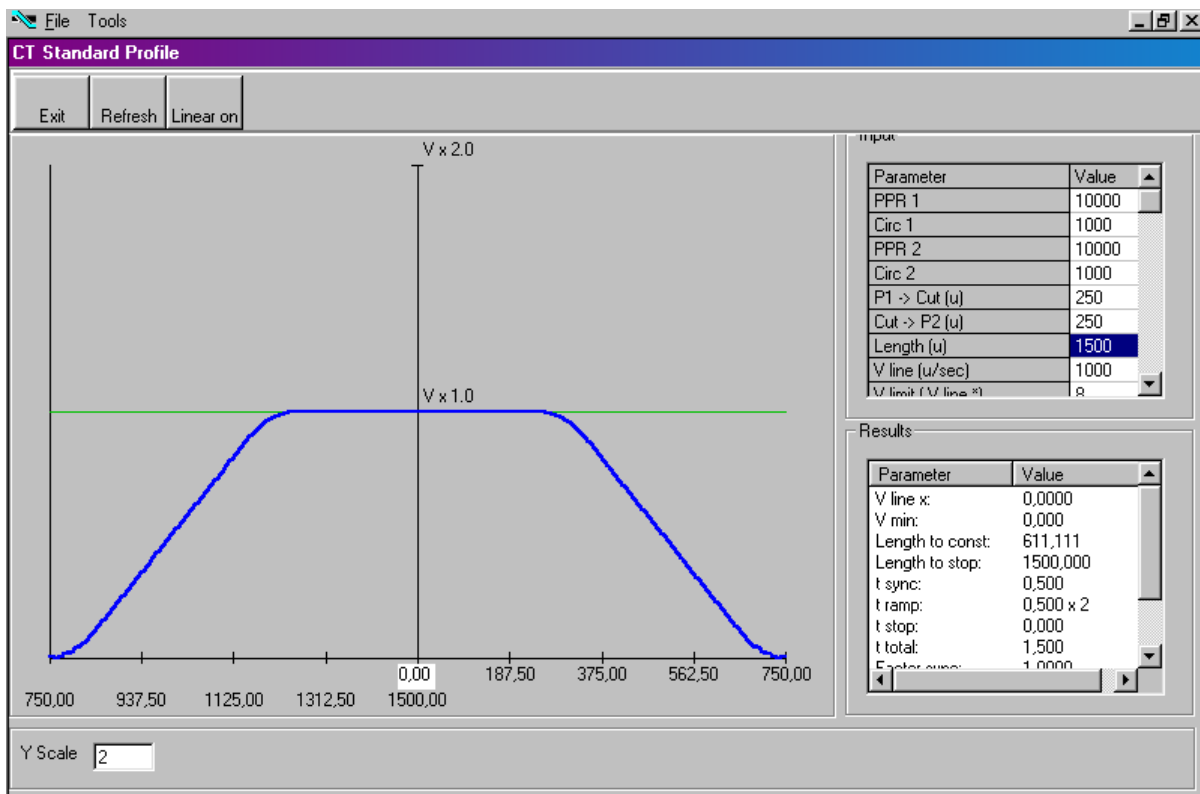 File Tools
CT Standard Profile
Exit Refresh Linear on
V x 2.0
V x 1.0
0,00 187,50 375,00 562,50 750,00
750,00 937,50 1125,00 1312,50 1500,00
Input
Parameter Value
PPR 1 10000
Circ 1 1000
PPR 2 10000
Circ 2 1000
P1 -> Cut (u) 250
Cut -> P2 (u) 250
Length (u) 1500
V line (u/sec) 1000
V limit ( V line *) 8
Results
Parameter Value
V line x: 0,0000
V min: 0,000
Length to const: 611,111
Length to stop: 1500,000
t sync: 0,500
t ramp: 0,500 x 2
t stop: 0,000
t total: 1,500
Factor sync: 1,0000
Y Scale 2